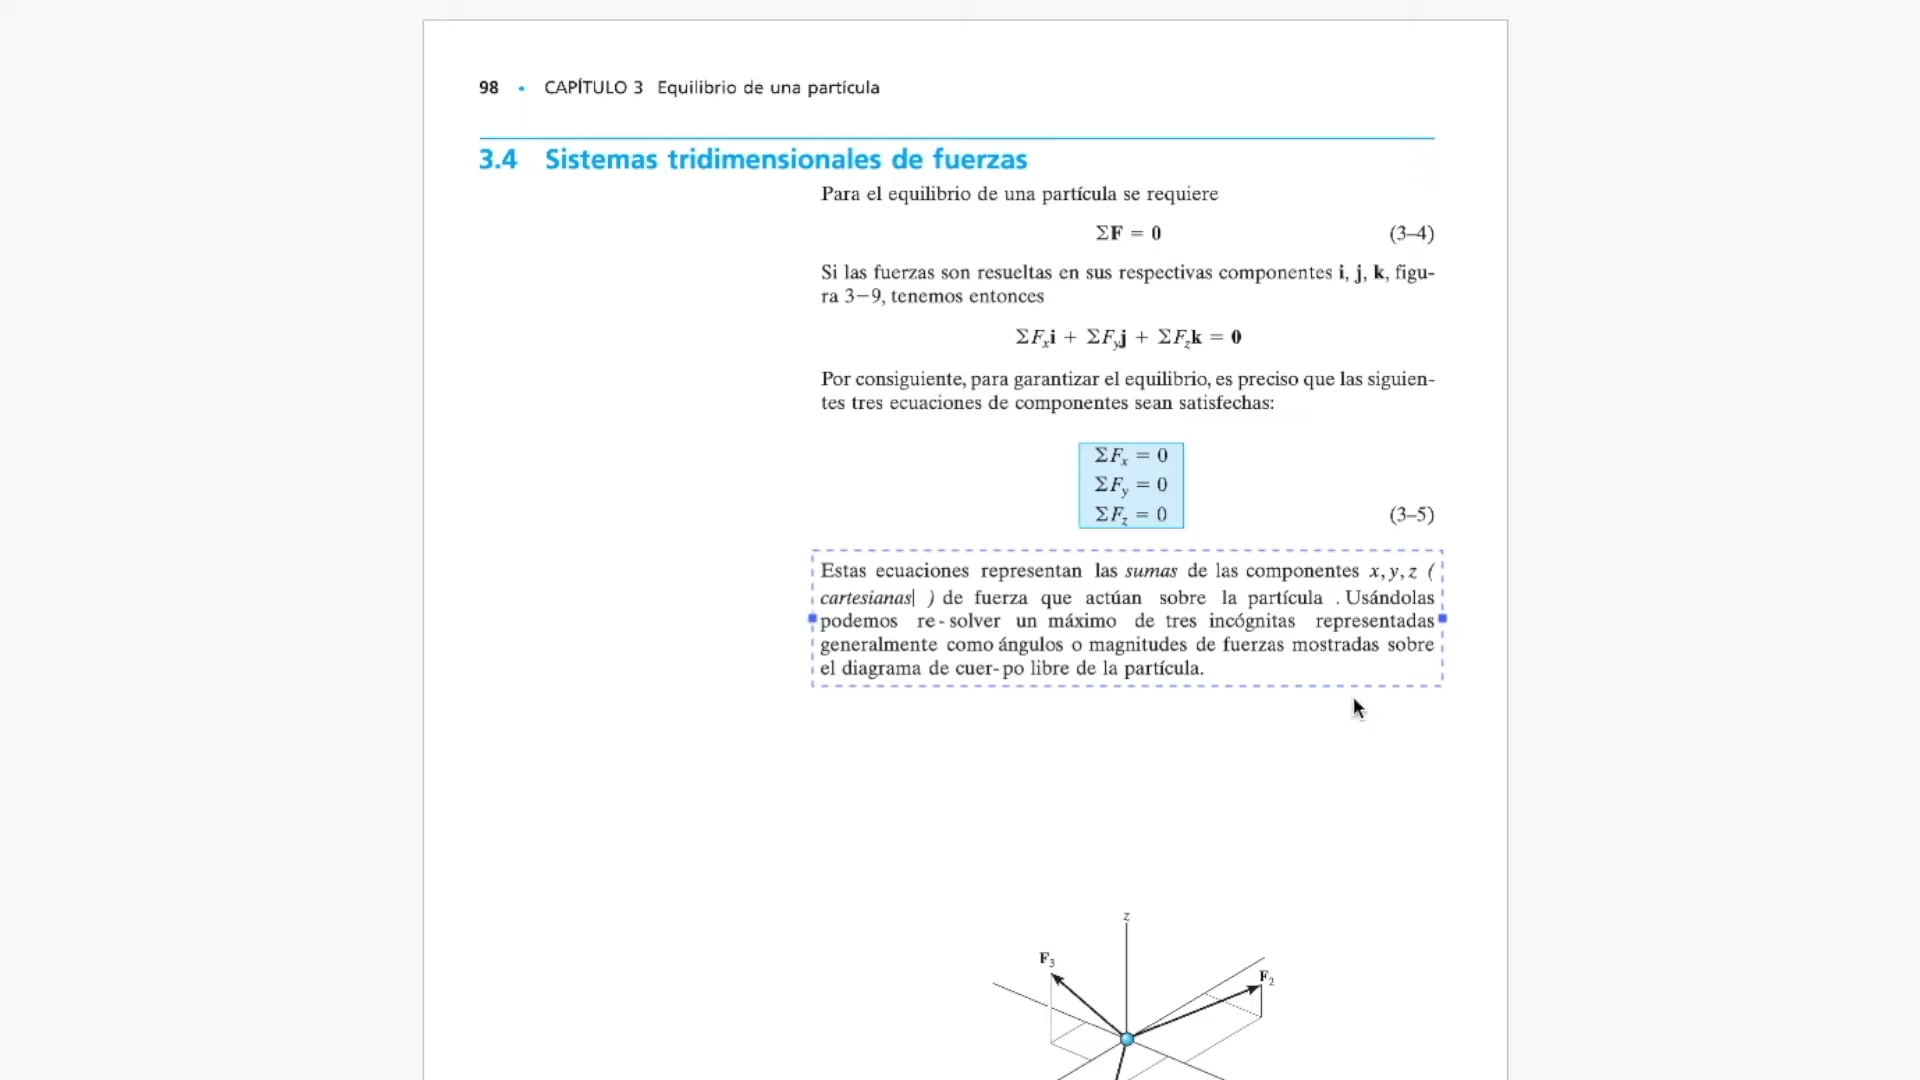 98 • CAPÍTULO 3 Equilibrio de una partícula
3.4 Sistemas tridimensionales de fuerzas
Para el equilibrio de una partícula se requiere
ΣF = 0 (3–4)
Si las fuerzas son resueltas en sus respectivas componentes i, j, k, figu-
ra 3−9, tenemos entonces
ΣFₓi + ΣFyj + ΣFzk = 0
Por consiguiente, para garantizar el equilibrio, es preciso que las siguien-
tes tres ecuaciones de componentes sean satisfechas:
ΣFₓ = 0
ΣFy = 0
ΣFz = 0 (3–5)
Estas ecuaciones representan las sumas de las componentes x, y, z (
cartesianas ) de fuerza que actúan sobre la partícula . Usándolas
podemos re- solver un máximo de tres incógnitas representadas
generalmente como ángulos o magnitudes de fuerzas mostradas sobre
el diagrama de cuer- po libre de la partícula.
z
F₃
F₂